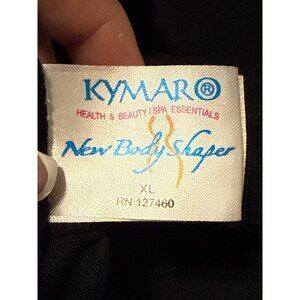 KYMARO®
HEALTH & BEAUTY/SPA ESSENTIALS
New Body Shaper
XL
RN 127460